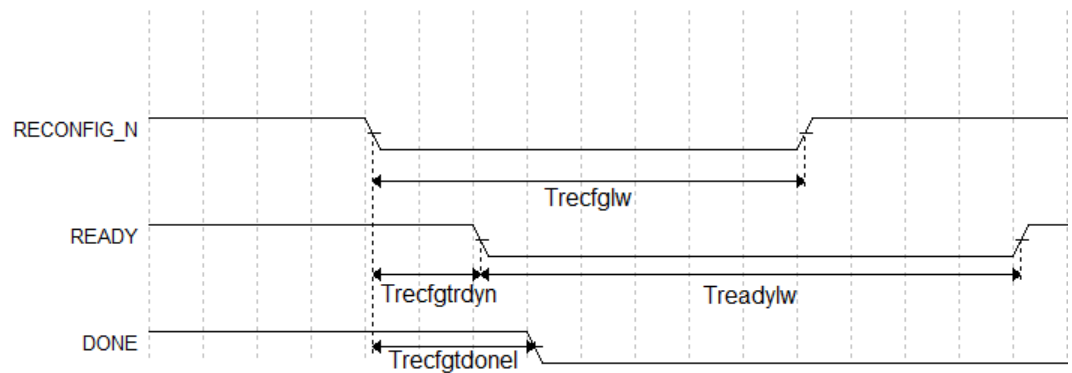 RECONFIG_N
Trecfglw
READY
Trecfgtrdyn
Treadylw
DONE
Trecfgtdonel